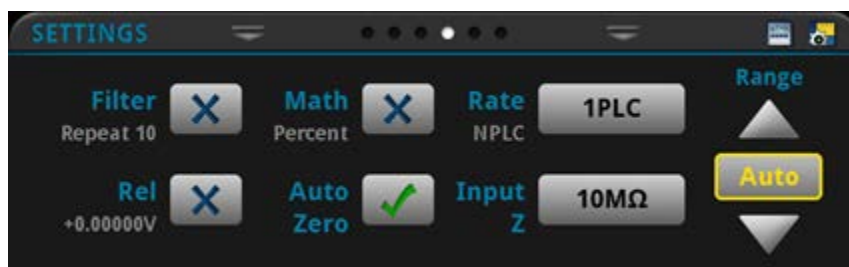 SETTINGS
Filter
Repeat 10
Math
Percent
Rate
NPLC
1PLC
Range
Auto
Rel
+0.00000V
Auto
Zero
Input
Z
10MΩ